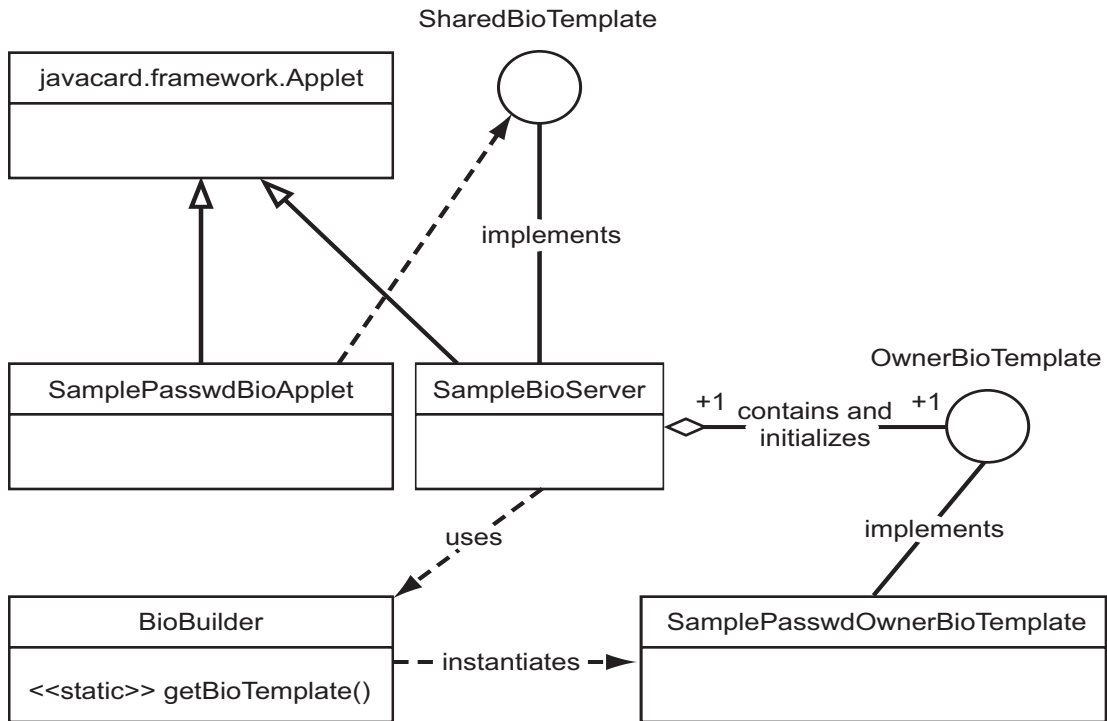 SharedBioTemplate
javacard.framework.Applet
implements
SamplePasswdBioApplet
SampleBioServer
OwnerBioTemplate
+1
contains and
initializes
+1
uses
implements
BioBuilder
<<static>> getBioTemplate()
instantiates
SamplePasswdOwnerBioTemplate